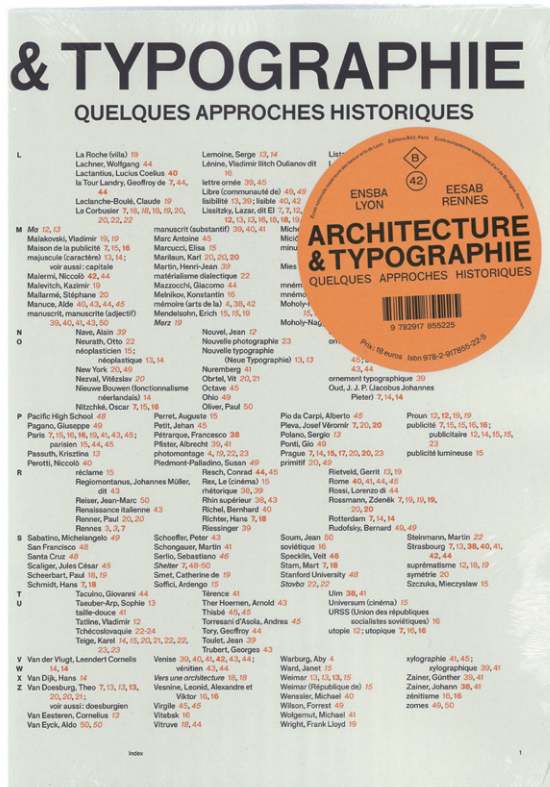 & TYPOGRAPHIE
QUELQUES APPROCHES HISTORIQUES
L
La Roche (villa) 19
Lachner, Wolfgang 44
Lactantius, Lucius Coelius 40
la Tour Landry, Geoffroy de 7, 44,
44
Leclanche-Boulé, Claude 19
Le Corbusier 7, 18, 18, 19, 19, 20,
20, 22, 22
Lemoine, Serge 13, 14
Lénine, Vladimir Ilitch Oulianov dit
16
lettre ornée 39, 45
Libre (communauté de) 49, 49
lisibilité 13, 39; lisible 40, 42
Lissitzky, Lazar, dit El 7, 7, 12,
12, 13, 13, 16, 18, 18, 19,
M
Ma 12, 13
Malakovski, Vladimir 19, 19
Maison de la publicité 7, 15, 16
majuscule (caractère) 13, 14;
voir aussi: capitale
Malermi, Niccolò 42, 44
Malevitch, Kazimir 19
Mallarmé, Stéphane 20
Manuce, Alde 40, 43, 44, 45
manuscrit, manuscrite (adjectif)
39, 40, 41, 43, 50
manuscrit (substantif) 39, 40, 41
Marc Antoine 45
Marcucci, Elisa 15
Marilaun, Karl 20, 20, 20
Martin, Henri-Jean 39
matérialisme dialectique 22
Mazzocchi, Giacomo 44
Melnikov, Konstantin 16
mémoire (arts de la) 4, 38, 42
Mendelsohn, Erich 15, 15, 19
Merz 19
N
Nave, Alain 39
O
Neurath, Otto 22
néoplasticien 15;
néoplastique 13, 14
New York 20, 49
Nezval, Vitězslav 20
Nieuwe Bouwen (fonctionnalisme
néerlandais) 14
Nitzchké, Oscar 7, 15, 16
Nouvel, Jean 12
Nouvelle photographie 23
Nouvelle typographie
(Neue Typographie) 13, 13
Nuremberg 41
Obrtel, Vit 20, 21
Octave 45
Ohio 49
Oliver, Paul 50
43, 44
ornement typographique 39
Oud, J. J. P. (Jacobus Johannes
Pieter) 7, 14, 14
P
Pacific High School 48
Pagano, Giuseppe 49
Paris 7, 15, 16, 16, 19, 41, 43, 45;
parisien 15, 44, 45
Passuth, Krisztina 13
Perotti, Niccolò 40
Perret, Auguste 15
Petit, Jehan 45
Pétrarque, Francesco 38
Pfister, Albrecht 39, 41
photomontage 4, 19, 22, 23
Piedmont-Palladino, Susan 49
Pio da Carpi, Alberto 45
Pleva, Josef Věromír 7, 20, 20
Polano, Sergio 13
Ponti, Gio 49
Prague 7, 14, 15, 17, 20, 20, 23
primitif 20, 49
Proun 12, 12, 19, 19
publicité 7, 15, 15, 16, 16;
publicitaire 12, 14, 15, 15,
23
publicité lumineuse 15
R
réclame 15
Regiomontanus, Johannes Müller,
dit 43
Reiser, Jean-Marc 50
Renaissance italienne 43
Renner, Paul 20, 20
Rennes 3, 3, 7
Resch, Conrad 44, 45
Rex, Le (cinéma) 15
rhétorique 38, 39
Rhin supérieur 38, 43
Richel, Bernhard 40
Richter, Hans 7, 18
Riessinger 39
Rietveld, Gerrit 13, 19
Rome 40, 41, 44, 45
Rossi, Lorenzo di 44
Rossmann, Zdenek 7, 19, 19, 19,
20, 20
Rotterdam 7, 14, 14
Rudofsky, Bernard 49, 49
S
Sabatino, Michelangelo 49
San Francisco 48
Santa Cruz 48
Scaliger, Jules César 45
Scheerbart, Paul 18, 19
Schmidt, Hans 7, 18
Schoeffer, Peter 43
Schongauer, Martin 41
Serlio, Sebastiano 46
Shelter 7, 48-50
Smet, Catherine de 19
Soffici, Ardengo 15
Soum, Jean 50
soviétique 16
Specklin, Veit 46
Stam, Mart 7, 18
Stanford University 48
Stavba 22, 22
Steinmann, Martin 22
Strasbourg 7, 13, 38, 40, 41,
42, 44
suprématisme 12, 18, 19
symétrie 20
Szczuka, Mieczyslaw 15
T
Tacuino, Giovanni 44
U
Taeuber-Arp, Sophie 13
taille-douce 41
Tatline, Vladimir 12
Tchécoslovaquie 22-24
Teige, Karel 14, 15, 20, 21, 22, 22,
23, 23
Térence 41
Ther Hoernen, Arnold 43
Thisbé 45, 45
Torresani d'Asola, Andrea 45
Tory, Geoffroy 44
Toulet, Jean 39
Trubert, Georges 43
Ulm 38, 41
Universum (cinéma) 15
URSS (Union des républiques
socialistes soviétiques) 16
utopie 12; utopique 7, 16, 16
V
Van der Vlugt, Leendert Cornelis
W
14, 14
X
Van Dijk, Hans 14
Z
Van Doesburg, Theo 7, 13, 13, 13,
20, 20, 21;
voir aussi: doesburgien
Van Eesteren, Cornelius 13
Van Eyck, Aldo 50, 50
Venise 39, 40, 41, 42, 43, 44;
vénitien 43, 44
Vers une architecture 18, 18
Vesnine, Leonid, Alexandre et
Viktor 16, 16
Virgile 45, 45
Vitebsk 16
Vitruve 18, 44
Warburg, Aby 4
Ward, Janet 15
Weimar 13, 13, 13, 15
Weimar (République de) 15
Wenssler, Michael 40
Wilson, Forrest 49
Wolgemut, Michael 41
Wright, Frank Lloyd 19
xylographie 41, 45;
xylographique 39, 41
Zainer, Günther 39, 41
Zainer, Johann 38, 41
zénitisme 16, 16
zomes 49, 50
B
42
ENSBA
LYON
EESAB
RENNES
ARCHITECTURE
& TYPOGRAPHIE
QUELQUES APPROCHES HISTORIQUES
9 782917 855225
Prix: 18 euros Isbn 978-2-917855-22-5
Index
1